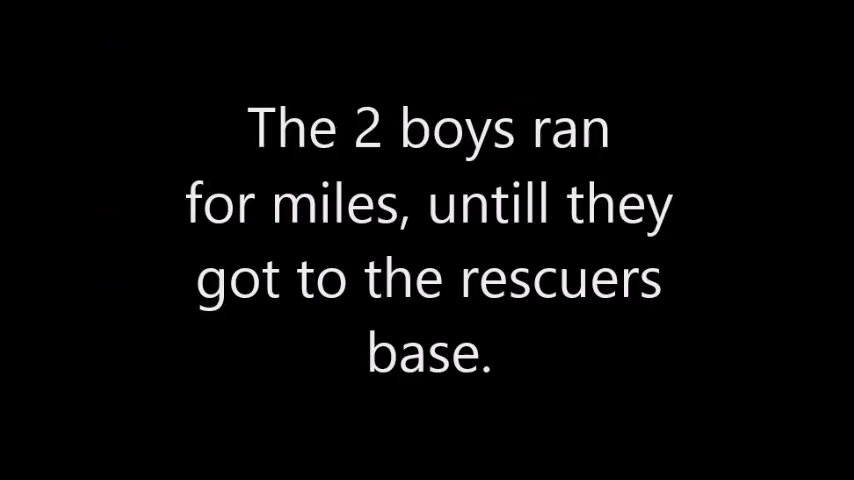 The 2 boys ran
for miles, untill they
got to the rescuers
base.